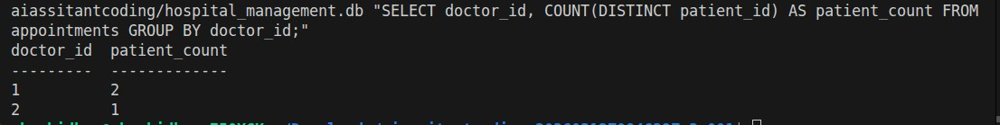 aiassitantcoding/hospital_management.db "SELECT doctor_id, COUNT(DISTINCT patient_id) AS patient_count FROM
appointments GROUP BY doctor_id;"
doctor_id  patient_count
---------  -------------
1          2
2          1